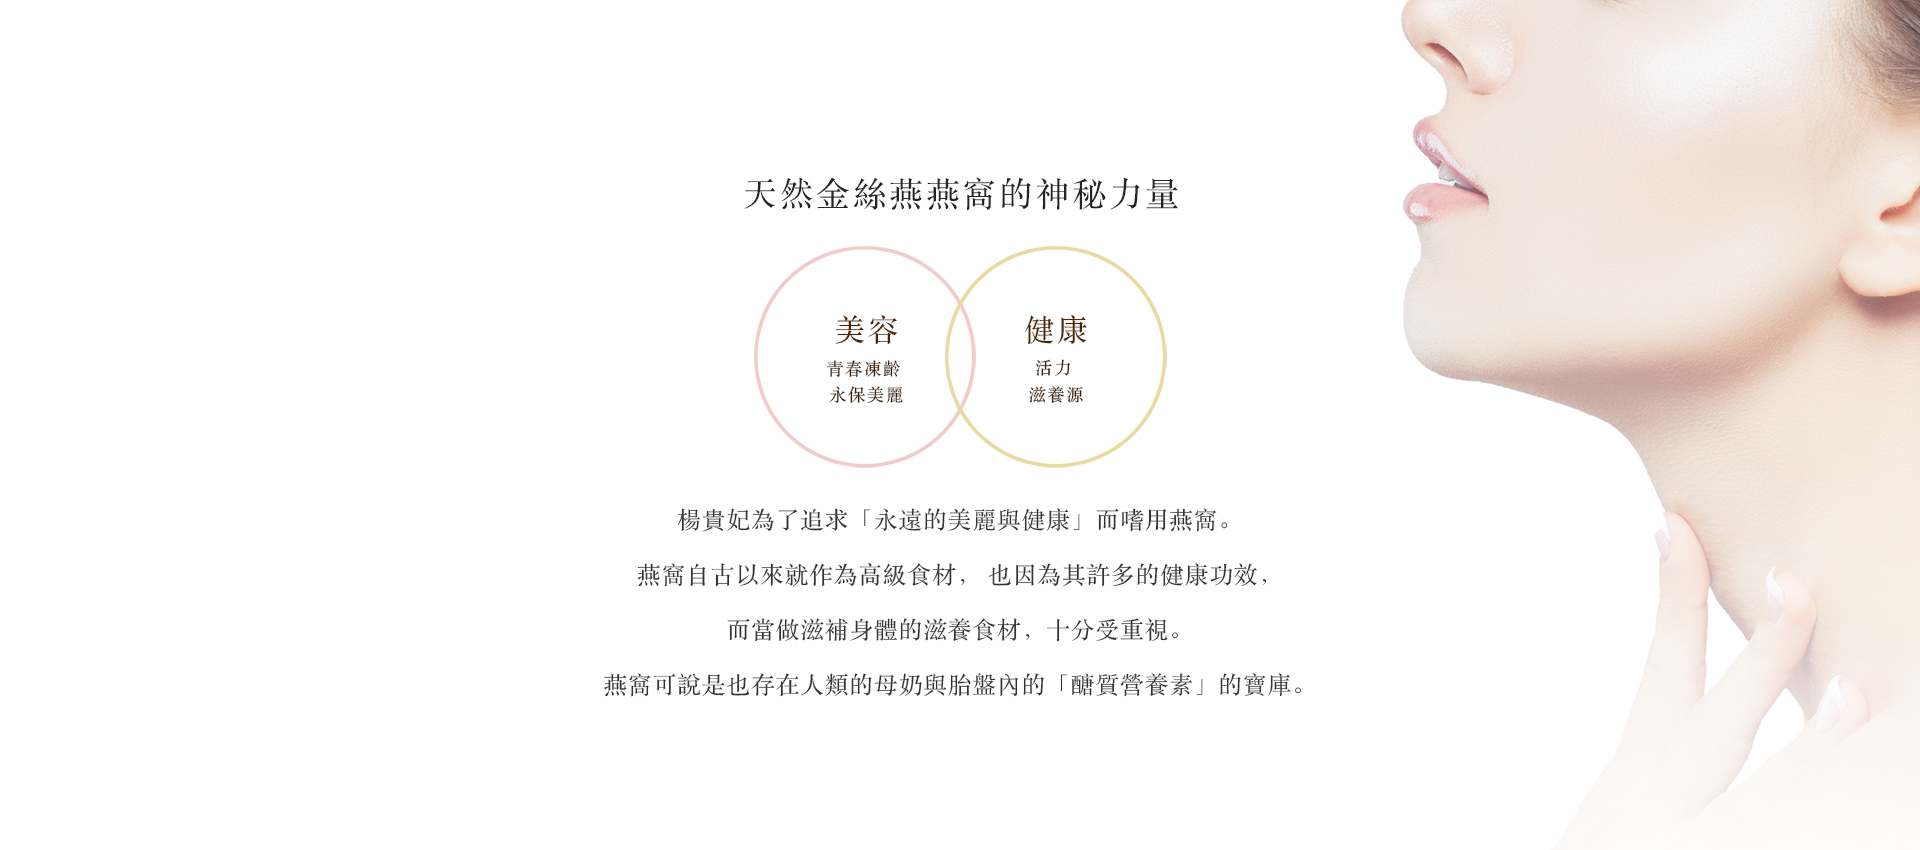 天然金絲燕燕窩的神秘力量
美容
青春凍齡
永保美麗
健康
活力
滋養源
楊貴妃為了追求「永遠的美麗與健康」而嗜用燕窩。
燕窩自古以來就作為高級食材， 也因為其許多的健康功效，
而當做滋補身體的滋養食材，十分受重視。
燕窩可說是也存在人類的母奶與胎盤內的「醣質營養素」的寶庫。